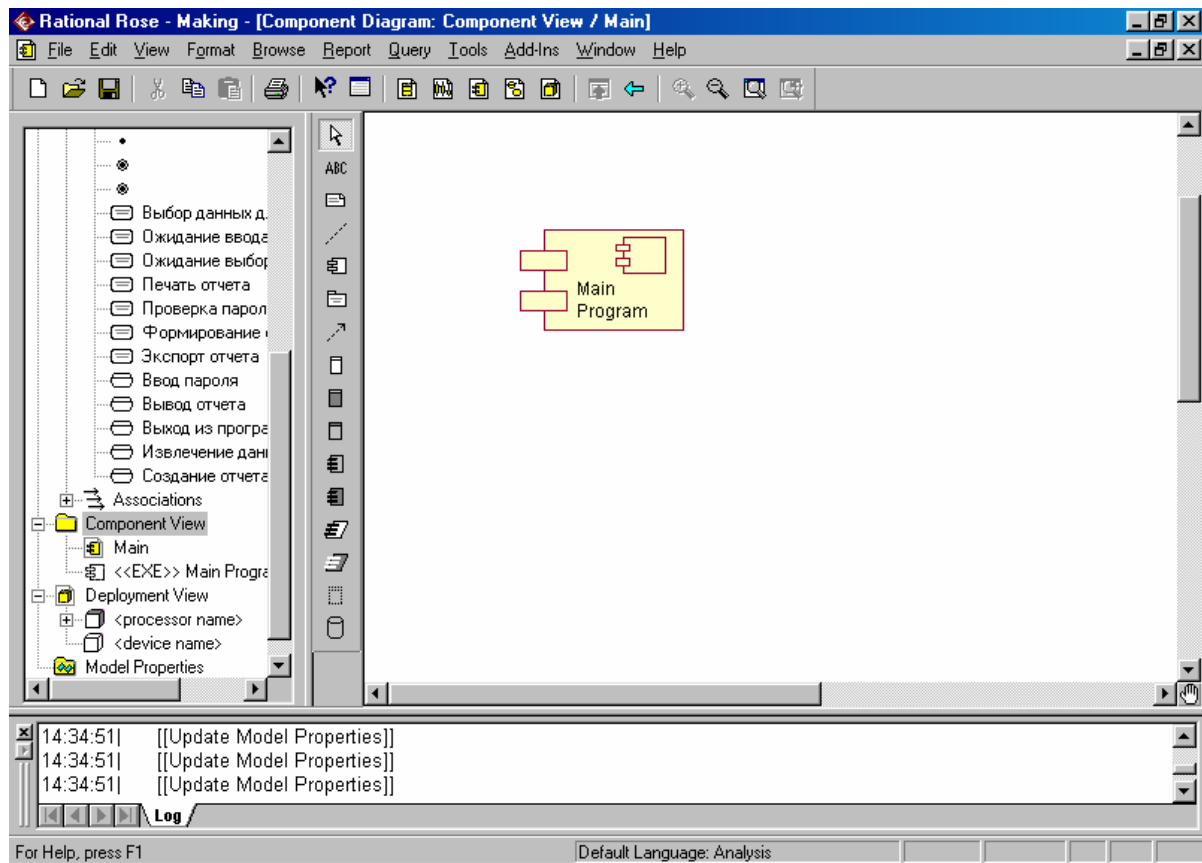 Rational Rose - Making - [Component Diagram: Component View / Main]
File Edit View Format Browse Report Query Tools Add-Ins Window Help
ABC
Выбор данных д
Ожидание ввода
Ожидание выбор
Печать отчета
Проверка парол
Формирование
Экспорт отчета
Ввод пароля
Вывод отчета
Выход из програ
Извлечение данн
Создание отчета
Associations
Component View
Main
<<EXE>> Main Progra
Deployment View
<processor name>
<device name>
Model Properties
Main
Program
14:34:51| [[Update Model Properties]]
14:34:51| [[Update Model Properties]]
14:34:51| [[Update Model Properties]]
Log
For Help, press F1
Default Language: Analysis